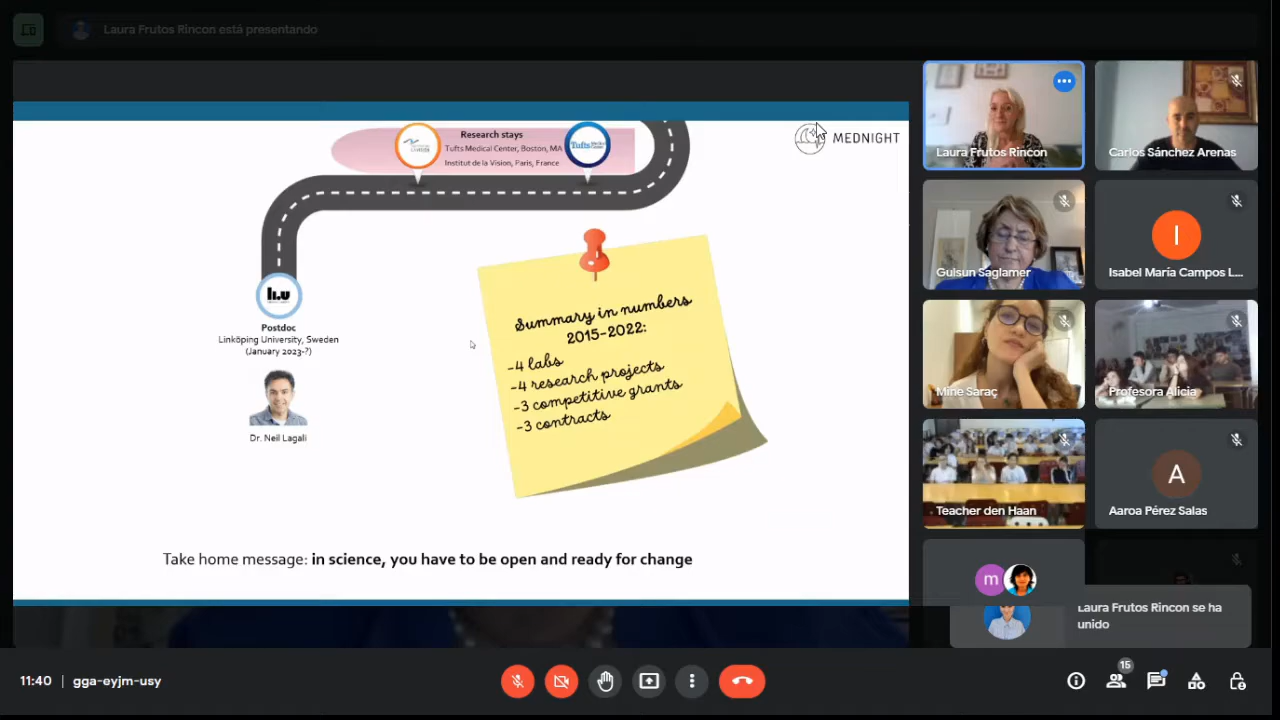 Laura Frutos Rincon está presentando
Research stays
Tufts Medical Center, Boston, MA
Institut de la Vision, Paris, France
MEDNIGHT
li.u
Postdoc
Linköping University, Sweden
(January 2023-?)
Dr. Neil Lagali
Summary in numbers
2015-2022:
-4 labs
-4 research projects
-3 competitive grants
-3 contracts
Take home message: in science, you have to be open and ready for change
Laura Frutos Rincon
Carlos Sánchez Arenas
Gulsun Saglamer
I
Isabel María Campos L...
Mine Saraç
Profesora Alicia
Teacher den Haan
A
Aaroa Pérez Salas
m
Laura Frutos Rincon se ha
unido
11:40 | gga-eyjm-usy
15